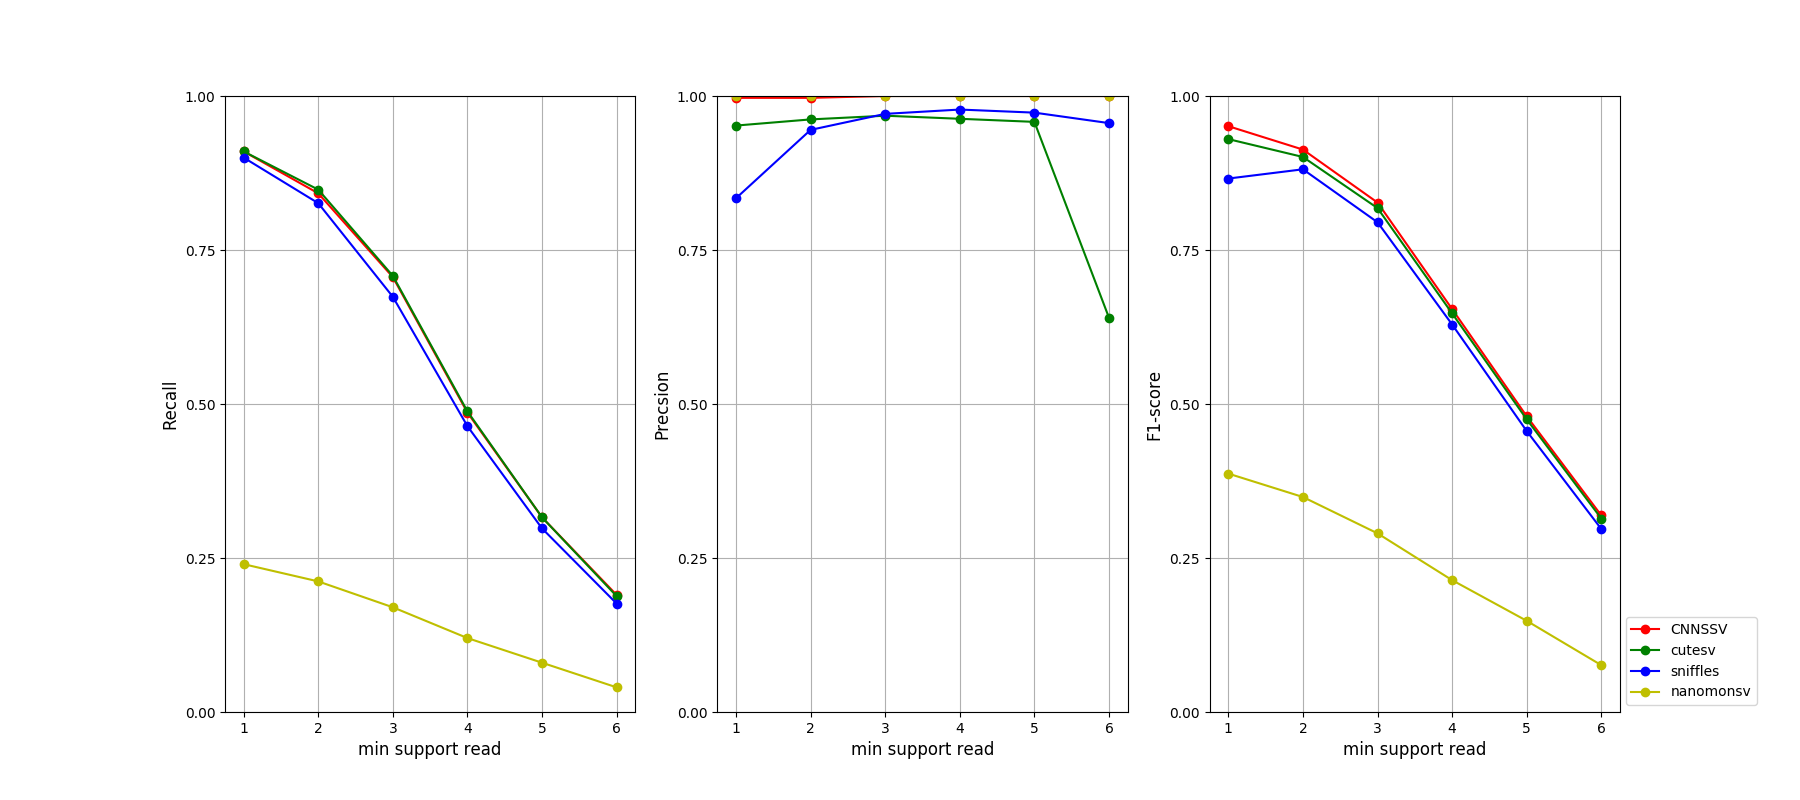 1.00
0.75
0.50
0.25
0.00
Recall
1 2 3 4 5 6
min support read
1.00
0.75
0.50
0.25
0.00
Precsion
1 2 3 4 5 6
min support read
1.00
0.75
0.50
0.25
0.00
F1-score
1 2 3 4 5 6
min support read
CNNSSV
cutesv
sniffles
nanomonsv